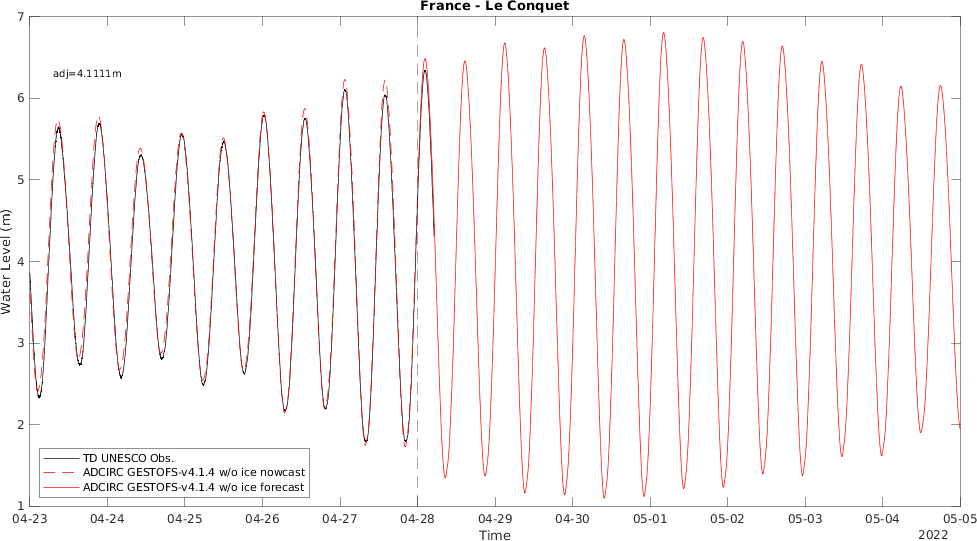 France - Le Conquet
adj=4.1111m
7
6
5
4
3
2
1
Water Level (m)
TD UNESCO Obs.
ADCIRC GESTOFS-v4.1.4 w/o ice nowcast
ADCIRC GESTOFS-v4.1.4 w/o ice forecast
04-23 04-24 04-25 04-26 04-27 04-28 04-29 04-30 05-01 05-02 05-03 05-04 05-05
Time
2022